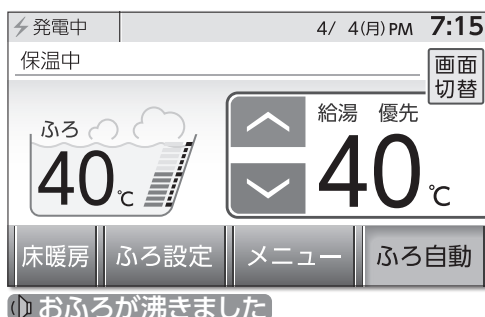 発電中 4/ 4(月) PM 7:15
保温中
画面
切替
ふろ
40℃
給湯 優先
40℃
床暖房 ふろ設定 メニュー ふろ自動
おふろが沸きました